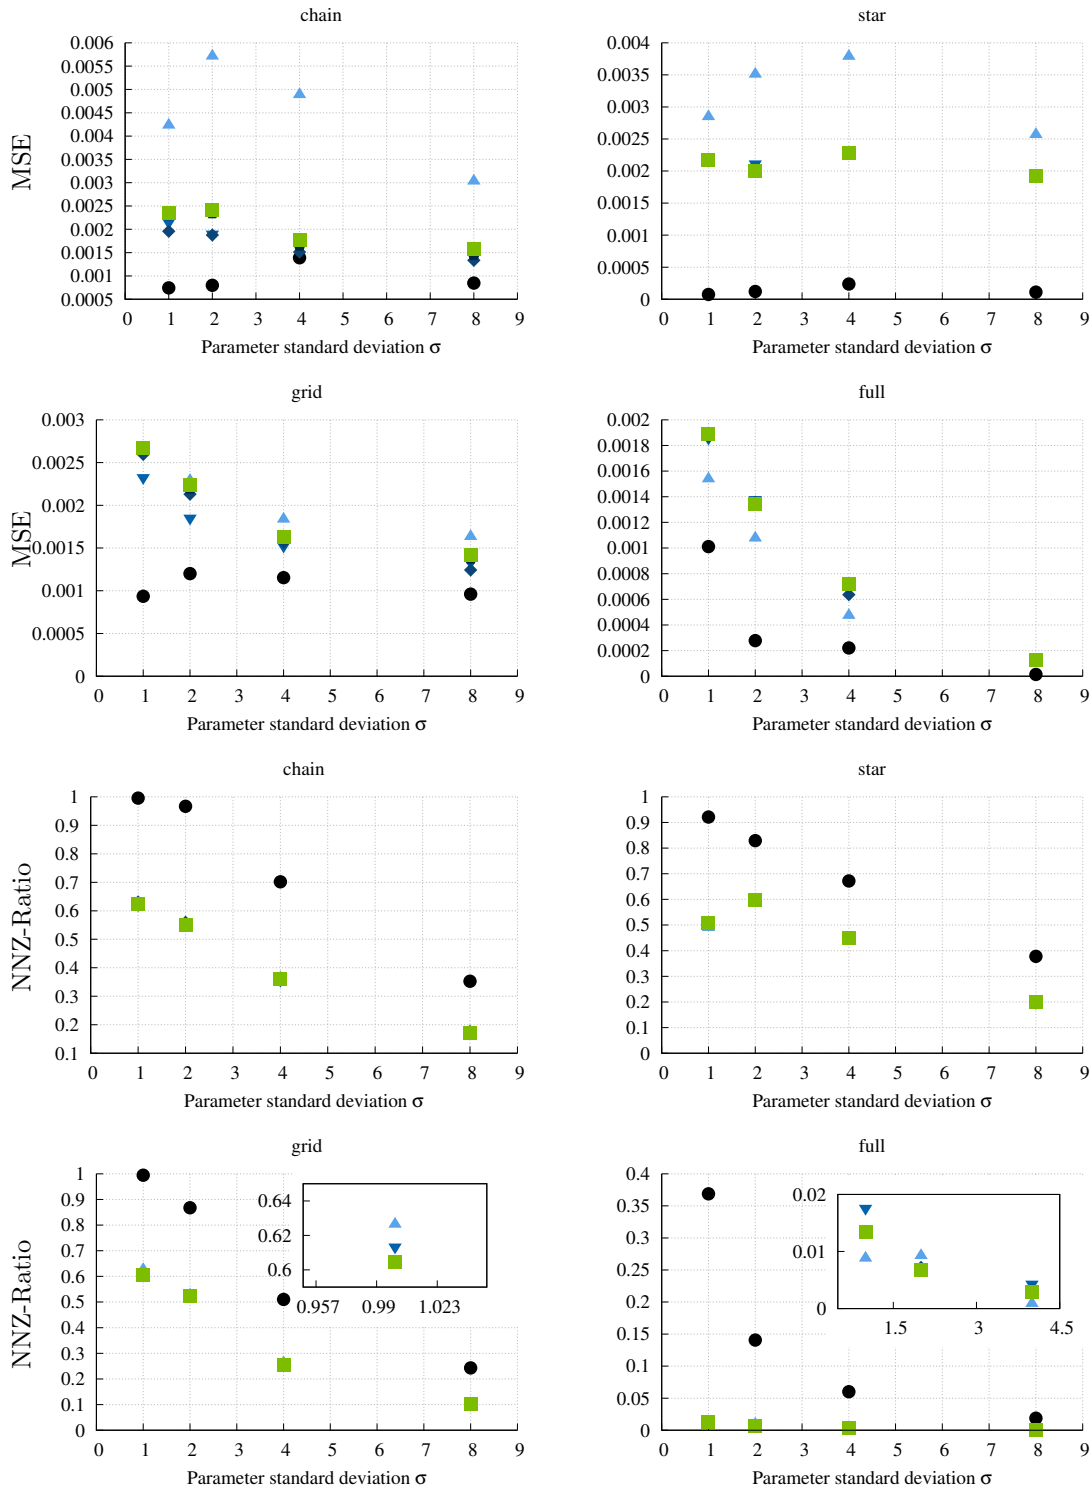 chain
0.006
0.0055
0.005
0.0045
0.004
0.0035
0.003
0.0025
0.002
0.0015
0.001
0.0005
MSE
0 1 2 3 4 5 6 7 8 9
Parameter standard deviation σ
star
0.004
0.0035
0.003
0.0025
0.002
0.0015
0.001
0.0005
0
0 1 2 3 4 5 6 7 8 9
Parameter standard deviation σ
grid
0.003
0.0025
0.002
0.0015
0.001
0.0005
0
MSE
0 1 2 3 4 5 6 7 8 9
Parameter standard deviation σ
full
0.002
0.0018
0.0016
0.0014
0.0012
0.001
0.0008
0.0006
0.0004
0.0002
0
0 1 2 3 4 5 6 7 8 9
Parameter standard deviation σ
chain
1
0.9
0.8
0.7
0.6
0.5
0.4
0.3
0.2
0.1
NNZ-Ratio
0 1 2 3 4 5 6 7 8 9
Parameter standard deviation σ
star
1
0.9
0.8
0.7
0.6
0.5
0.4
0.3
0.2
0.1
0
0 1 2 3 4 5 6 7 8 9
Parameter standard deviation σ
grid
1
0.9
0.8
0.7
0.6
0.5
0.4
0.3
0.2
0.1
0
NNZ-Ratio
0.64
0.62
0.6
0.957 0.99 1.023
0 1 2 3 4 5 6 7 8 9
Parameter standard deviation σ
full
0.4
0.35
0.3
0.25
0.2
0.15
0.1
0.05
0
0.02
0.01
0
1.5 3 4.5
0 1 2 3 4 5 6 7 8 9
Parameter standard deviation σ